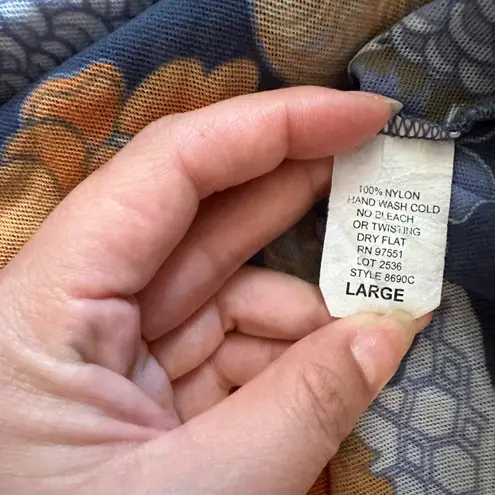 100% NYLON
HAND WASH COLD
NO BLEACH
OR TWISTING
DRY FLAT
RN 97551
LOT 2536
STYLE 8690C
LARGE